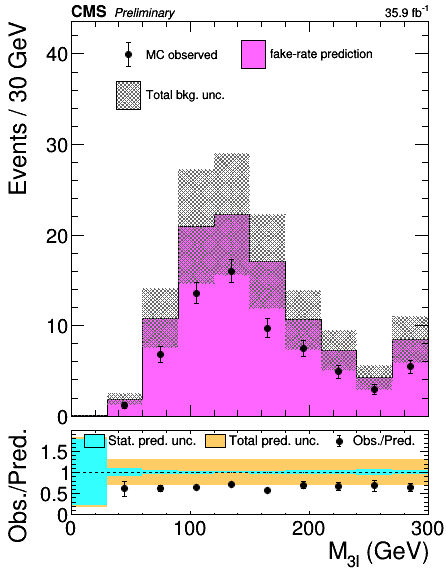 CMS Preliminary 35.9 fb⁻¹
MC observed fake-rate prediction
Total bkg. unc.
Events / 30 GeV
40
30
20
10
0
Stat. pred. unc. Total pred. unc. Obs./Pred.
Obs./Pred.
1.5
1
0.5
0
0 100 200 300
M₃ₗ (GeV)